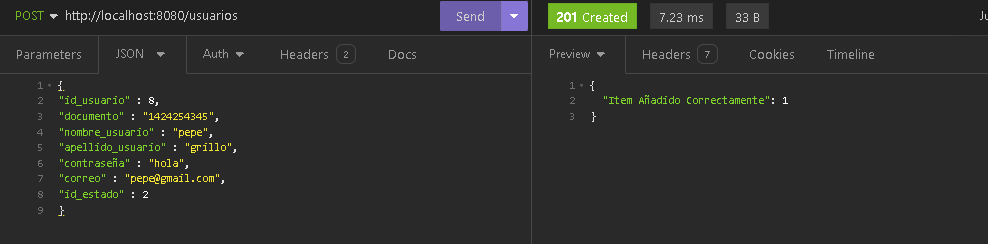 POST http://localhost:8080/usuarios Send
201 Created 7.23 ms 33 B Ju
Parameters JSON Auth Headers 2 Docs
Preview Headers 7 Cookies Timeline
1 {
2 "id_usuario" : 8,
3 "documento" : "1424254345",
4 "nombre_usuario" : "pepe",
5 "apellido_usuario" : "grillo",
6 "contraseña" : "hola",
7 "correo" : "pepe@gmail.com",
8 "id_estado" : 2
9 }
1 {
2 "Item Añadido Correctamente": 1
3 }